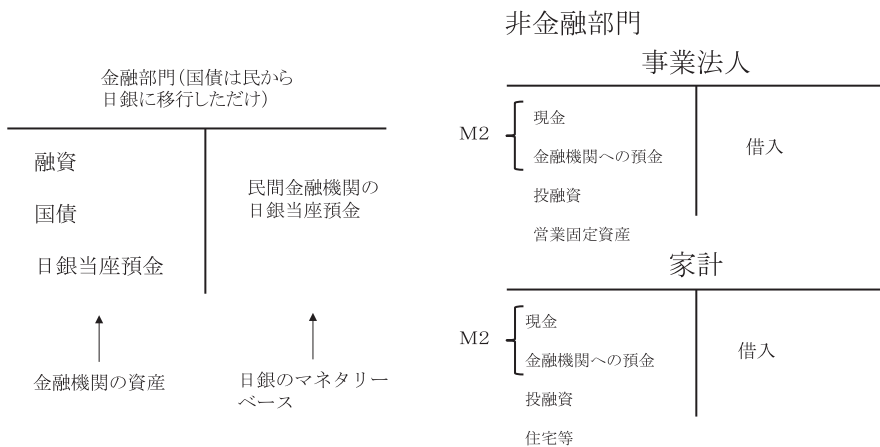 金融部門(国債は民から
日銀に移行しただけ)
融資
国債
日銀当座預金
民間金融機関の
日銀当座預金
金融機関の資産
日銀のマネタリー
ベース
非金融部門
事業法人
M2
現金
金融機関への預金
投融資
営業固定資産
借入
家計
M2
現金
金融機関への預金
投融資
住宅等
借入